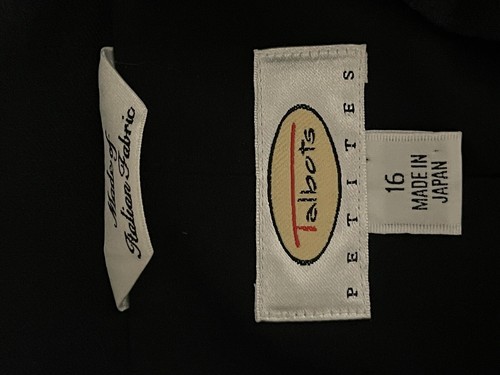 Made of
Italian Fabric
Talbots
PETITES
16
MADE IN
JAPAN